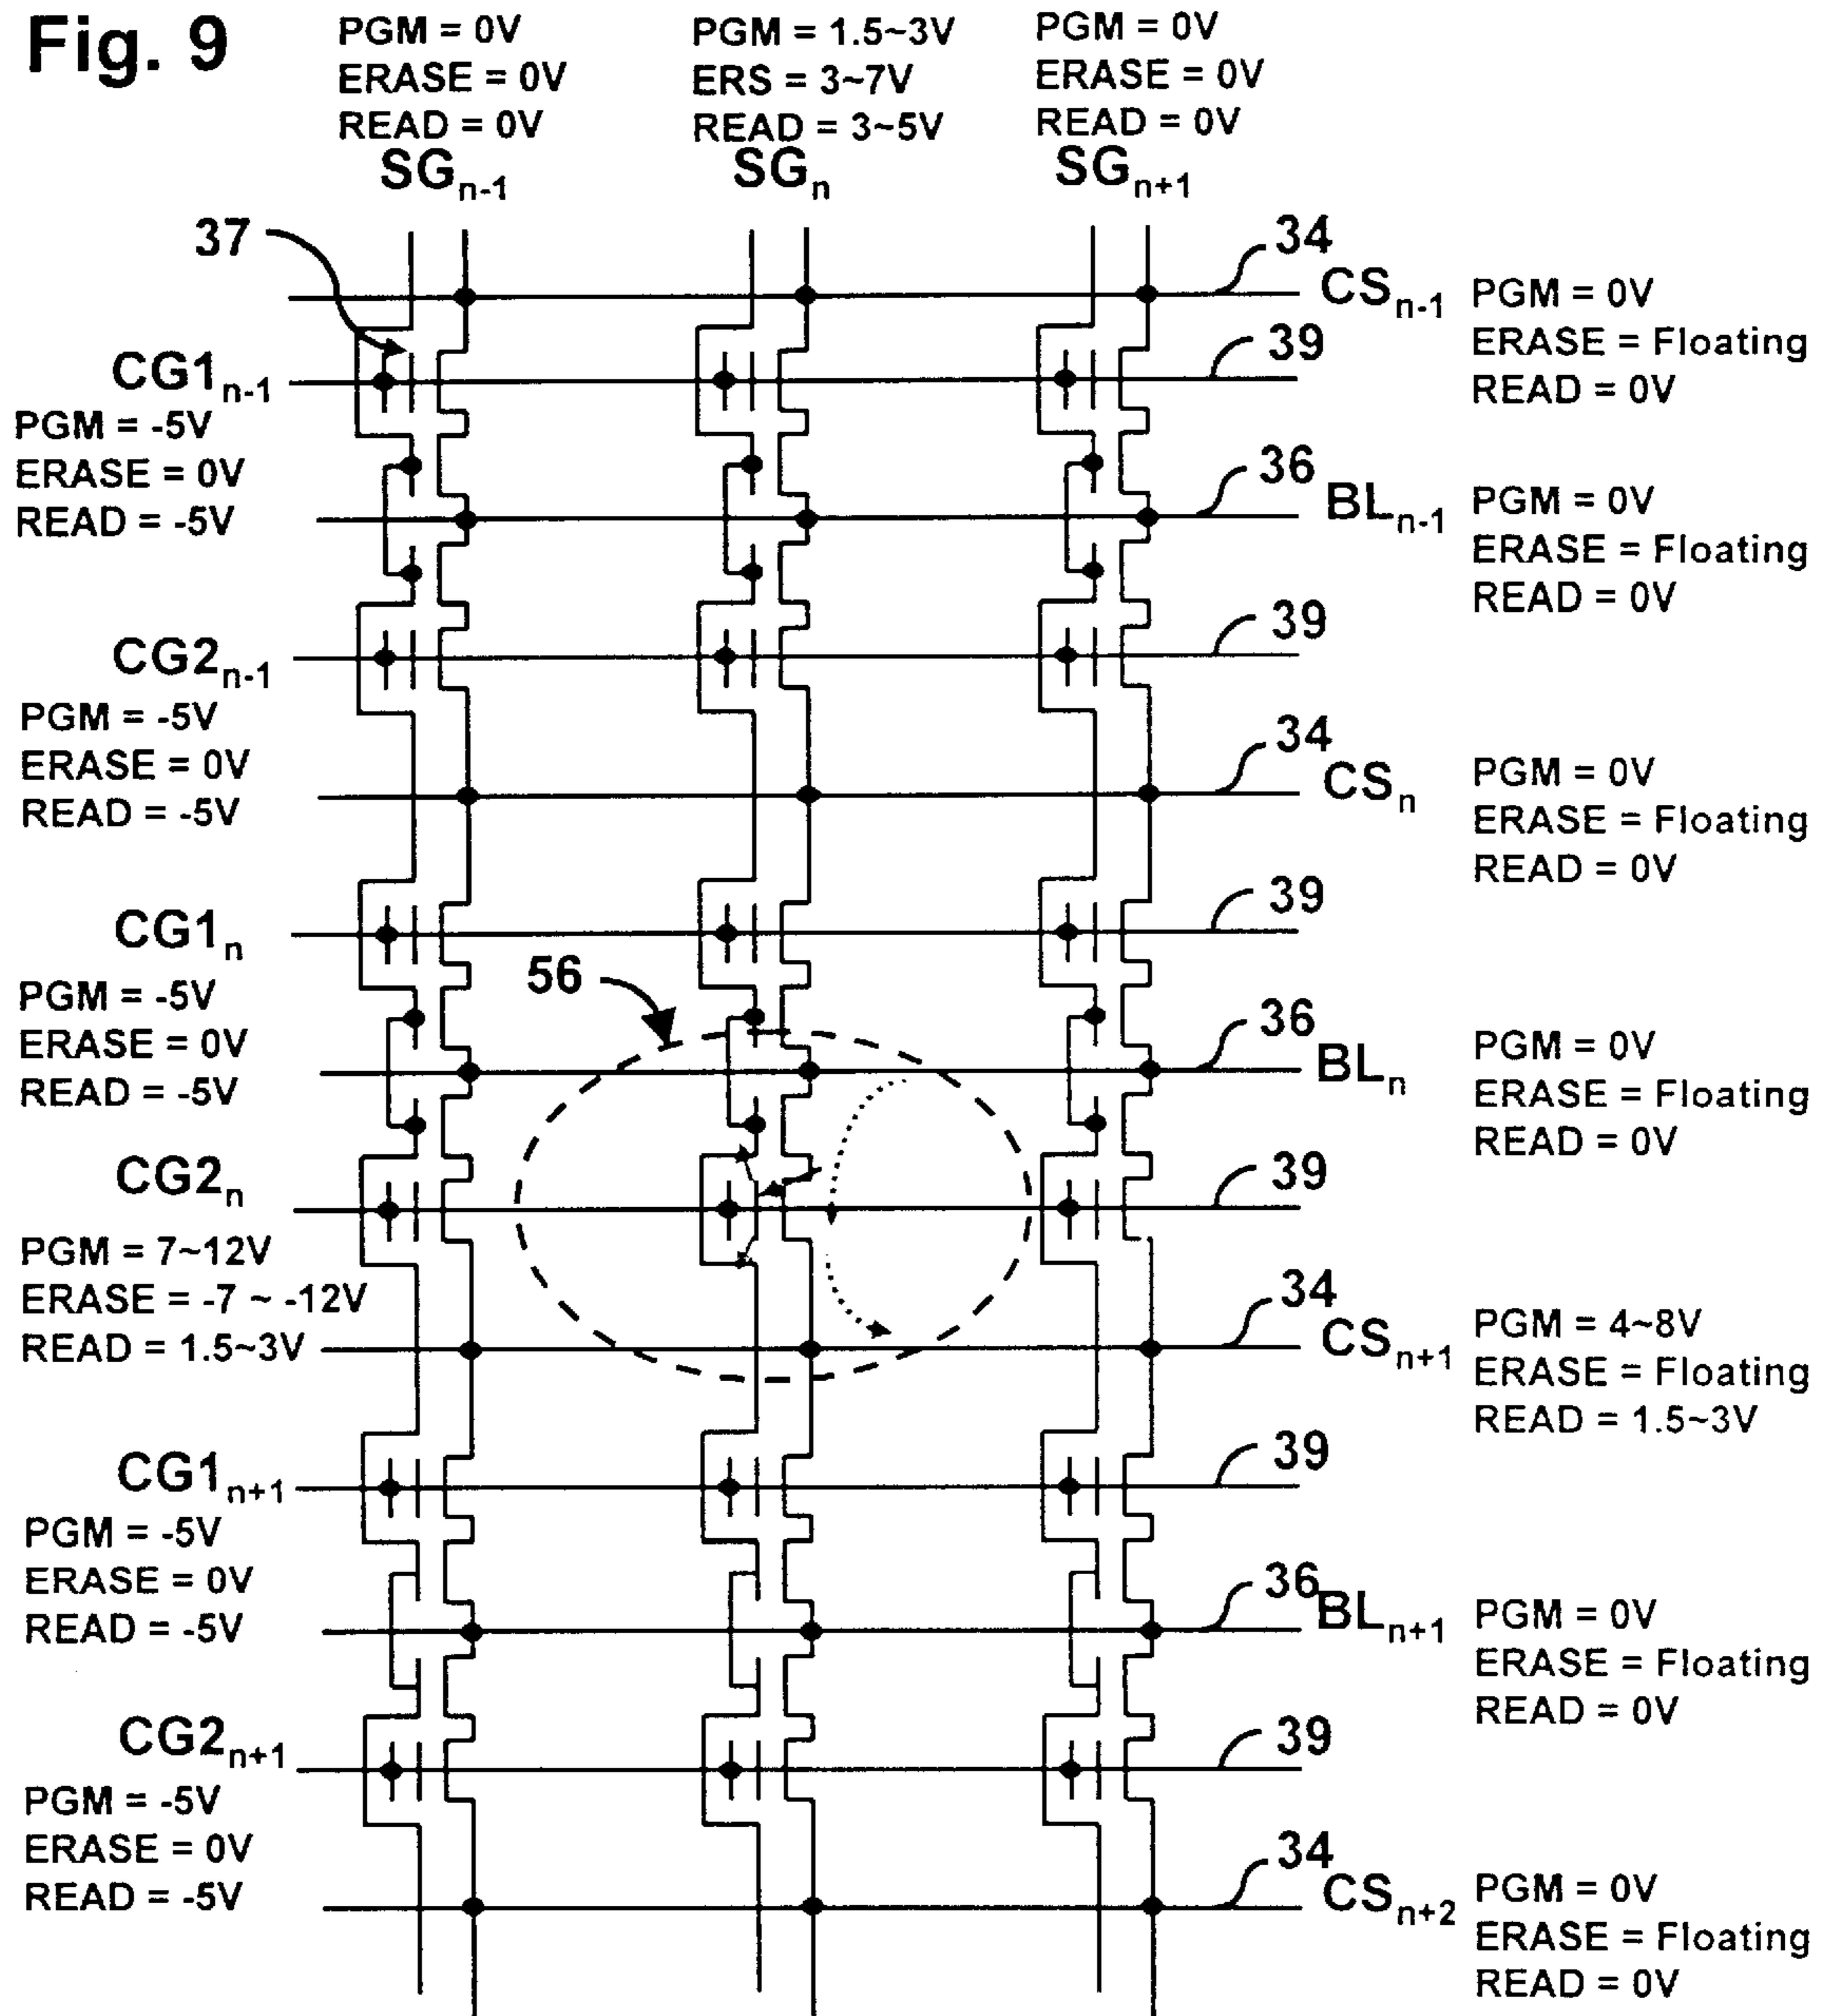 Fig. 9
PGM = 0V
ERASE = 0V
READ = 0V
SGn-1
PGM = 1.5~3V
ERS = 3~7V
READ = 3~5V
SGn
PGM = 0V
ERASE = 0V
READ = 0V
SGn+1
37
34
CSn-1
PGM = 0V
ERASE = Floating
READ = 0V
CG1n-1
39
PGM = -5V
ERASE = 0V
READ = -5V
36
BLn-1
PGM = 0V
ERASE = Floating
READ = 0V
CG2n-1
39
PGM = -5V
ERASE = 0V
READ = -5V
34
CSn
PGM = 0V
ERASE = Floating
READ = 0V
CG1n
39
PGM = -5V
ERASE = 0V
READ = -5V
56
36
BLn
PGM = 0V
ERASE = Floating
READ = 0V
CG2n
39
PGM = 7~12V
ERASE = -7 ~ -12V
READ = 1.5~3V
34
CSn+1
PGM = 4~8V
ERASE = Floating
READ = 1.5~3V
CG1n+1
39
PGM = -5V
ERASE = 0V
READ = -5V
36
BLn+1
PGM = 0V
ERASE = Floating
READ = 0V
CG2n+1
39
PGM = -5V
ERASE = 0V
READ = -5V
34
CSn+2
PGM = 0V
ERASE = Floating
READ = 0V